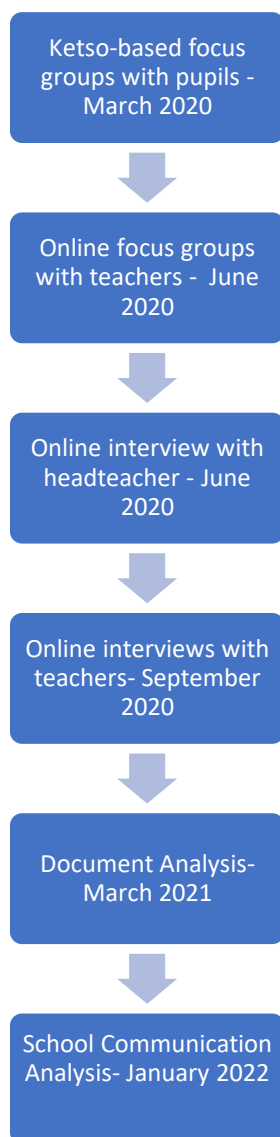 Ketso-based focus
groups with pupils -
March 2020
Online focus groups
with teachers - June
2020
Online interview with
headteacher - June
2020
Online interviews with
teachers- September
2020
Document Analysis-
March 2021
School Communication
Analysis- January 2022